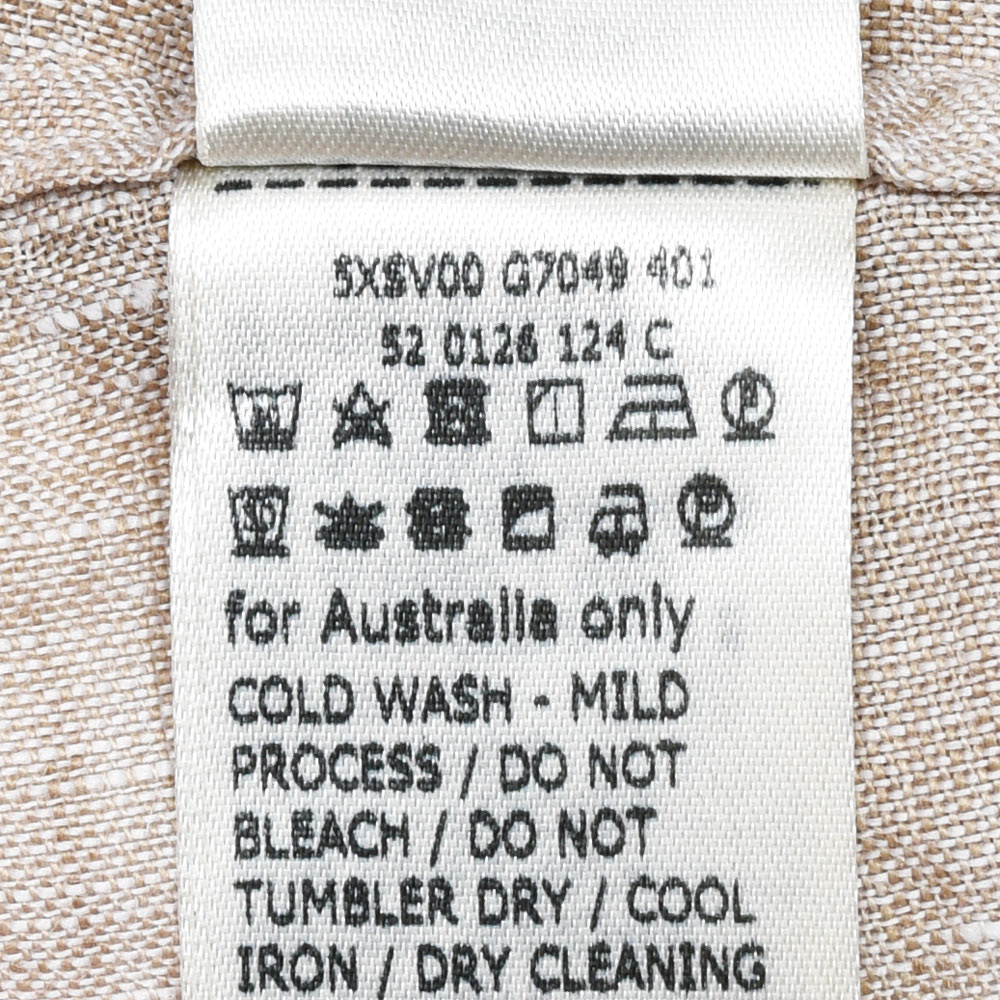 5XSV00 G7049 401
52 0126 124 C
for Australia only
COLD WASH - MILD
PROCESS / DO NOT
BLEACH / DO NOT
TUMBLER DRY / COOL
IRON / DRY CLEANING